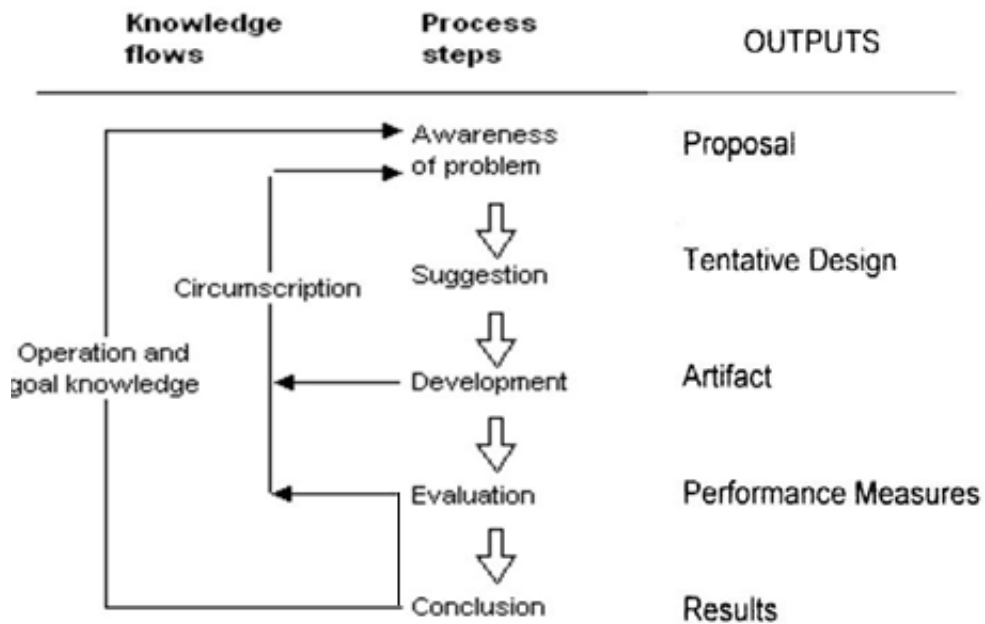 Knowledge flows
Process steps
OUTPUTS
Awareness of problem
Proposal
Suggestion
Tentative Design
Circumscription
Operation and goal knowledge
Development
Artifact
Evaluation
Performance Measures
Conclusion
Results